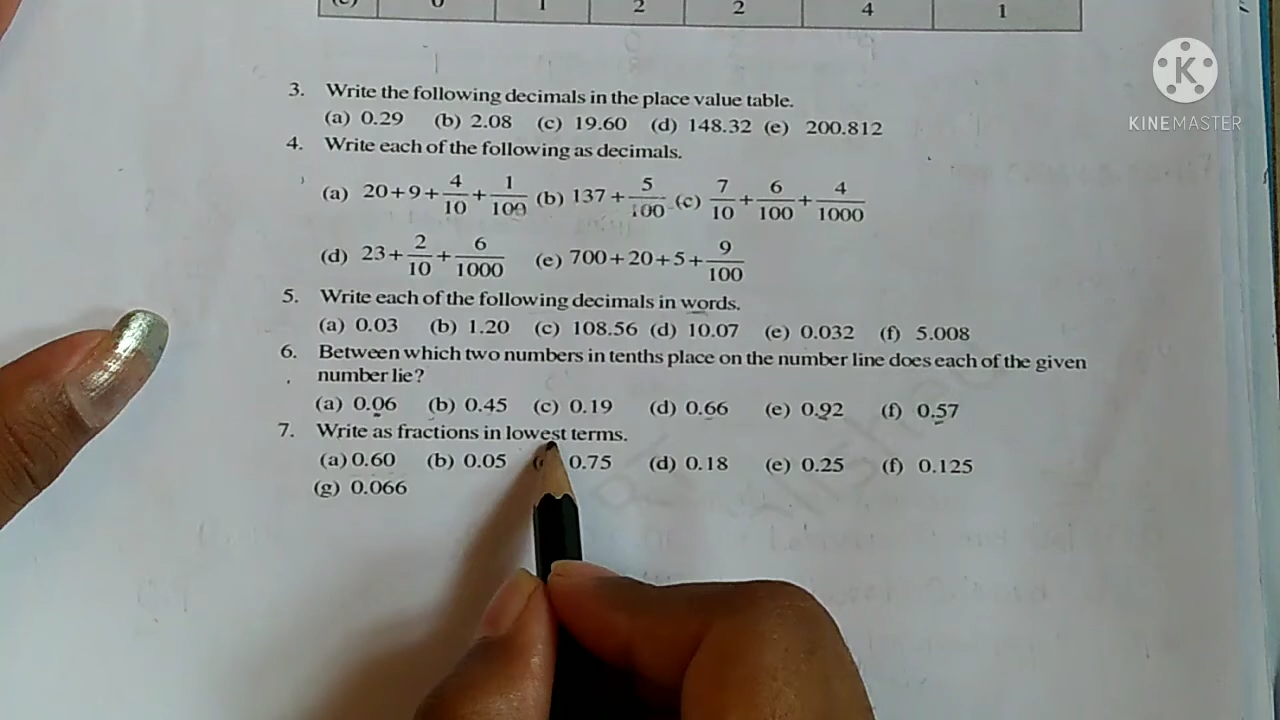 (e) 0 1 2 2 4 1
K
KINEMASTER
3. Write the following decimals in the place value table.
(a) 0.29 (b) 2.08 (c) 19.60 (d) 148.32 (e) 200.812
4. Write each of the following as decimals.
(a) 20+9+4/10+1/100 (b) 137+5/100 (c) 7/10+6/100+4/1000
(d) 23+2/10+6/1000 (e) 700+20+5+9/100
5. Write each of the following decimals in words.
(a) 0.03 (b) 1.20 (c) 108.56 (d) 10.07 (e) 0.032 (f) 5.008
6. Between which two numbers in tenths place on the number line does each of the given
number lie?
(a) 0.06 (b) 0.45 (c) 0.19 (d) 0.66 (e) 0.92 (f) 0.57
7. Write as fractions in lowest terms.
(a) 0.60 (b) 0.05 0.75 (d) 0.18 (e) 0.25 (f) 0.125
(g) 0.066